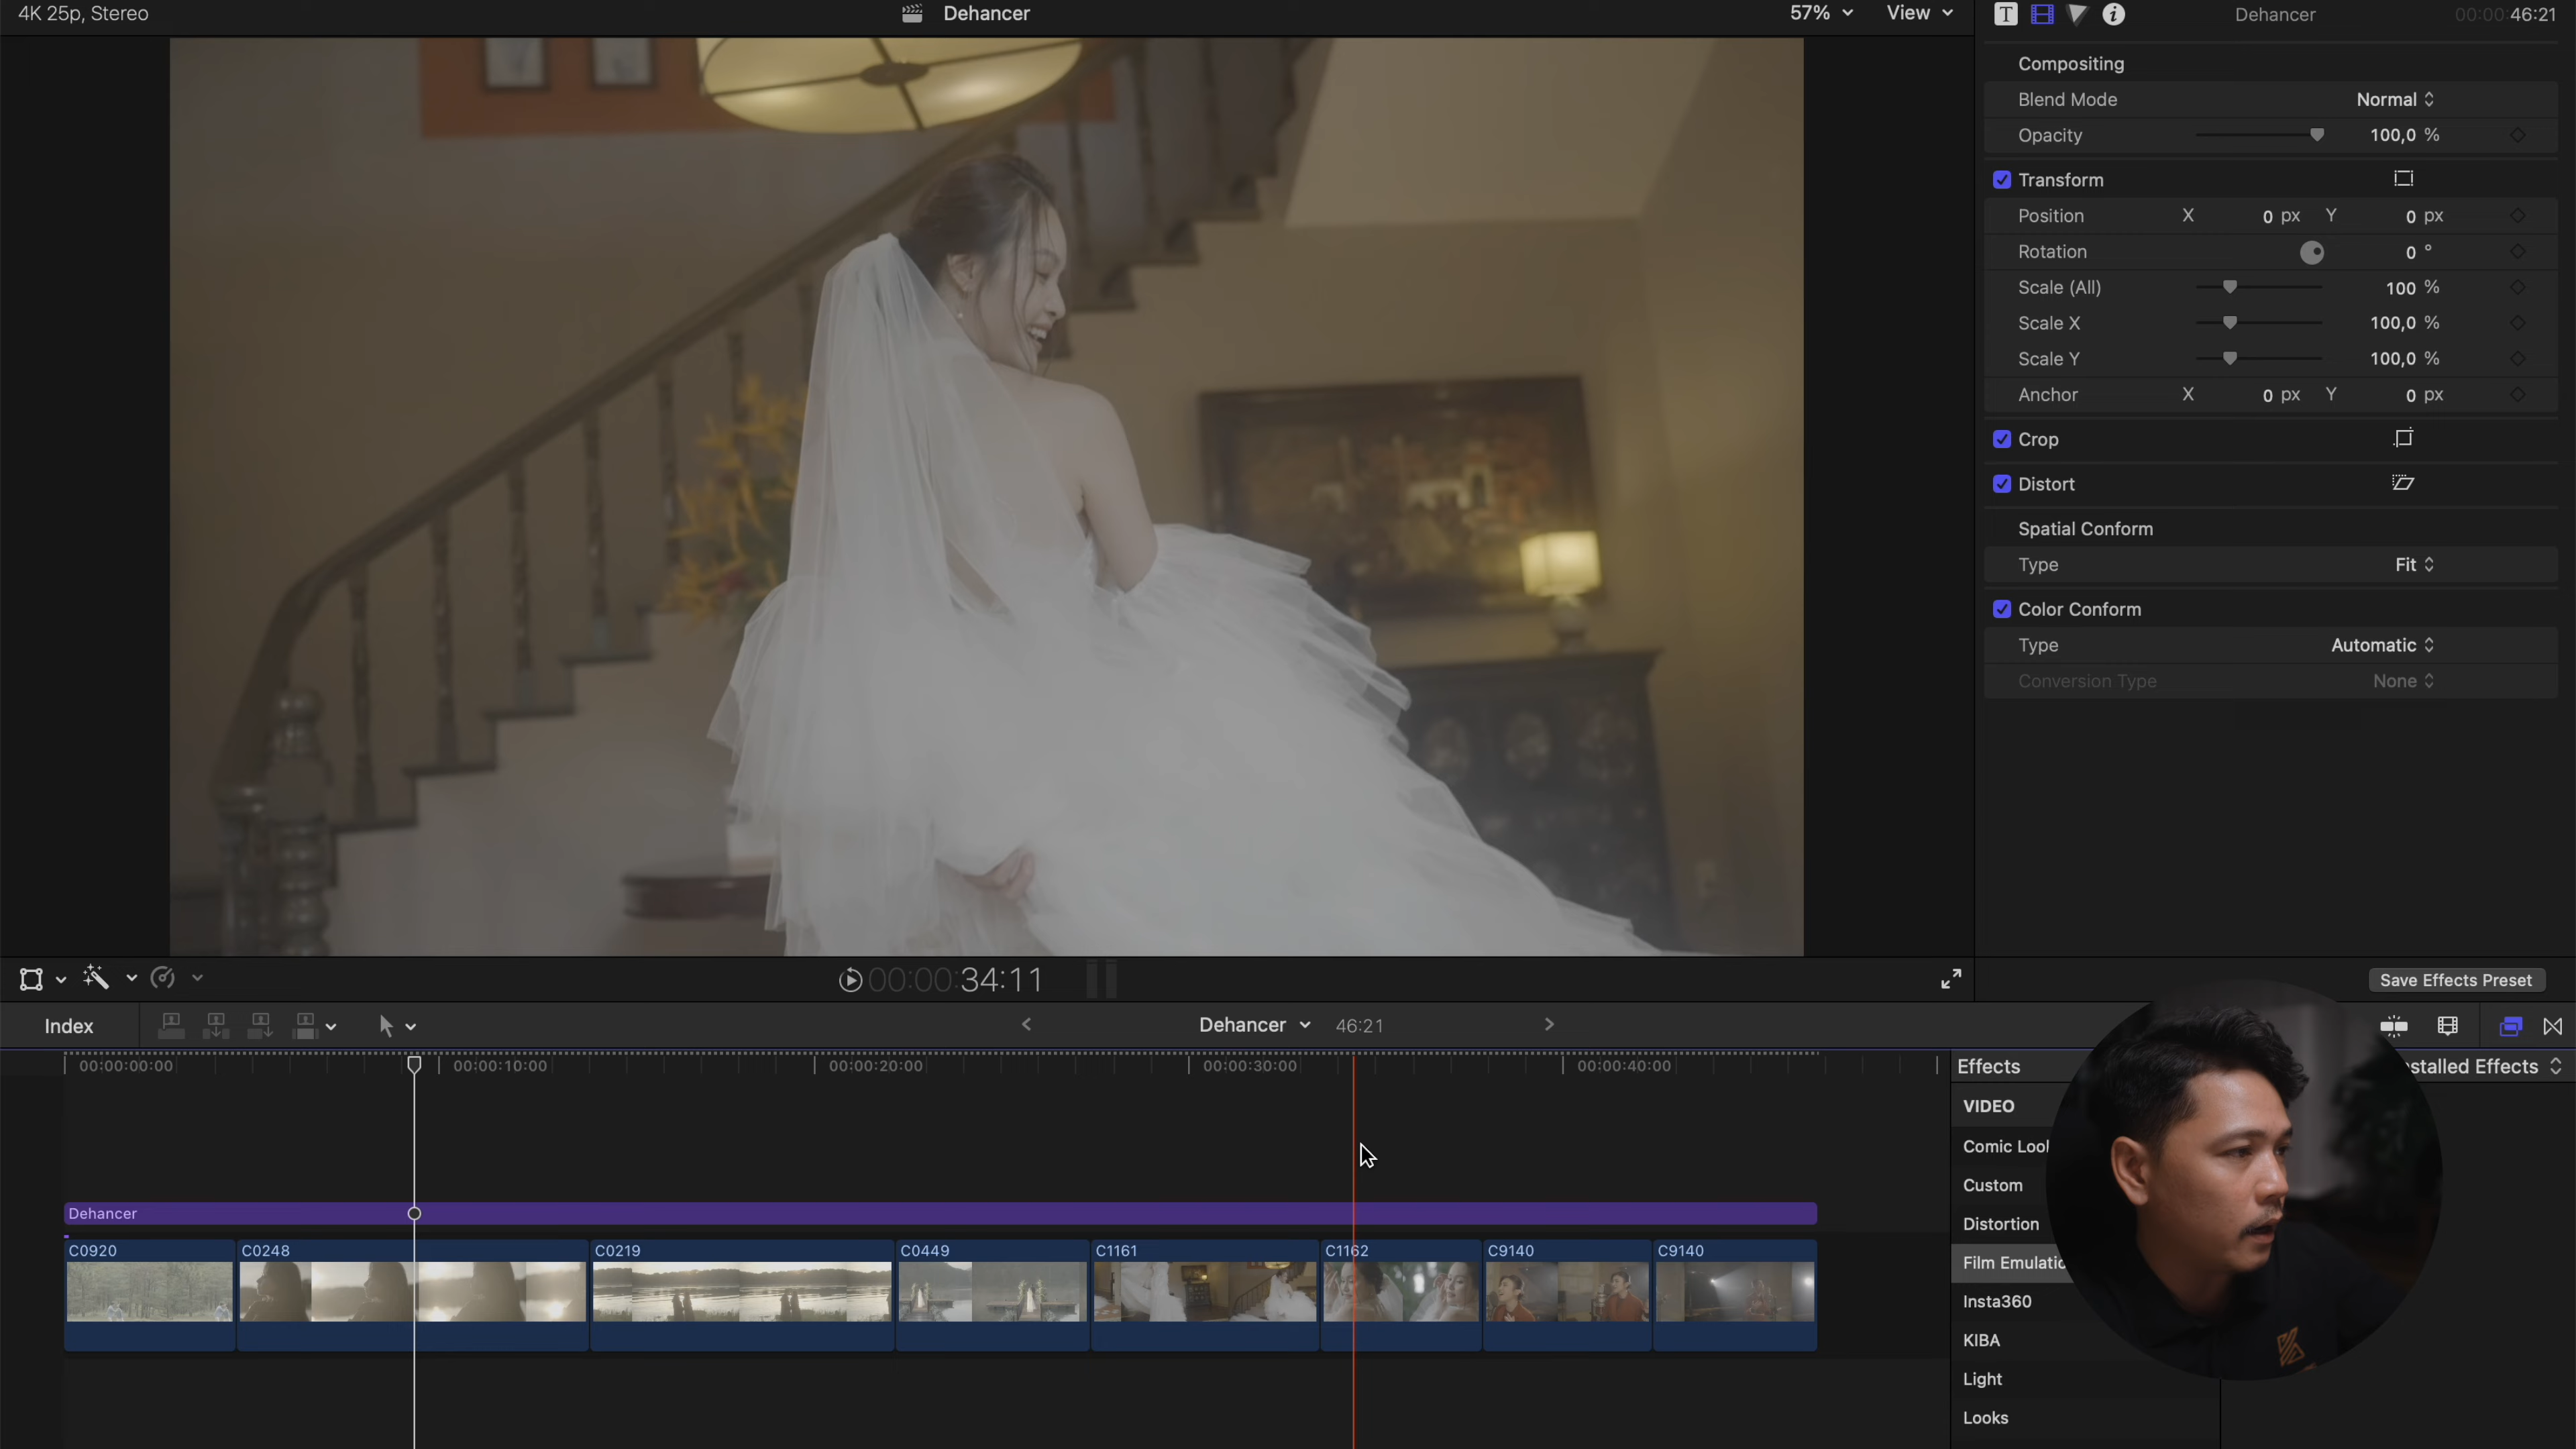 4K 25p, Stereo
Dehancer
57%
View
Dehancer
00:00:46:21
Compositing
Blend Mode Normal
Opacity 100,0 %
Transform
Position X 0 px Y 0 px
Rotation 0 °
Scale (All) 100 %
Scale X 100,0 %
Scale Y 100,0 %
Anchor X 0 px Y 0 px
Crop
Distort
Spatial Conform
Type Fit
Color Conform
Type Automatic
Conversion Type None
00:00:34:11
Save Effects Preset
Index
Dehancer 46:21
00:00:00:00 00:00:10:00 00:00:20:00 00:00:30:00 00:00:40:00
Effects
stalled Effects
VIDEO
Comic Loo
Custom
Distortion
Film Emulatio
Insta360
KIBA
Light
Looks
Dehancer
C0920 C0248 C0219 C0449 C1161 C1162 C9140 C9140